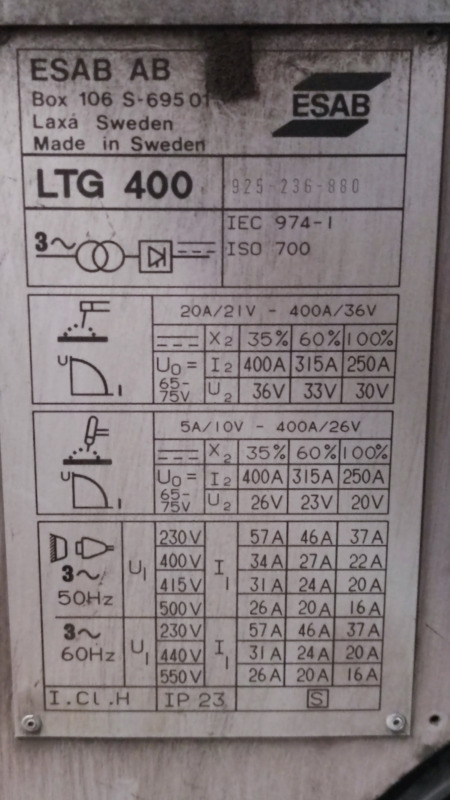 ESAB AB
Box 106 S-695 01
Laxå Sweden
Made in Sweden
ESAB
LTG 400 925-236-880
3~
IEC 974-1
ISO 700
20A/21V - 400A/36V
X2 35% 60% 100%
U0= I2 400A 315A 250A
65-75V U2 36V 33V 30V
U I
5A/10V - 400A/26V
X2 35% 60% 100%
U0= I2 400A 315A 250A
65-75V U2 26V 23V 20V
U I
3~ 50Hz U1 I1
230V 57A 46A 37A
400V 34A 27A 22A
415V 31A 24A 20A
500V 26A 20A 16A
3~ 60Hz U1 I1
230V 57A 46A 37A
440V 31A 24A 20A
550V 26A 20A 16A
I.Cl.H IP 23 S